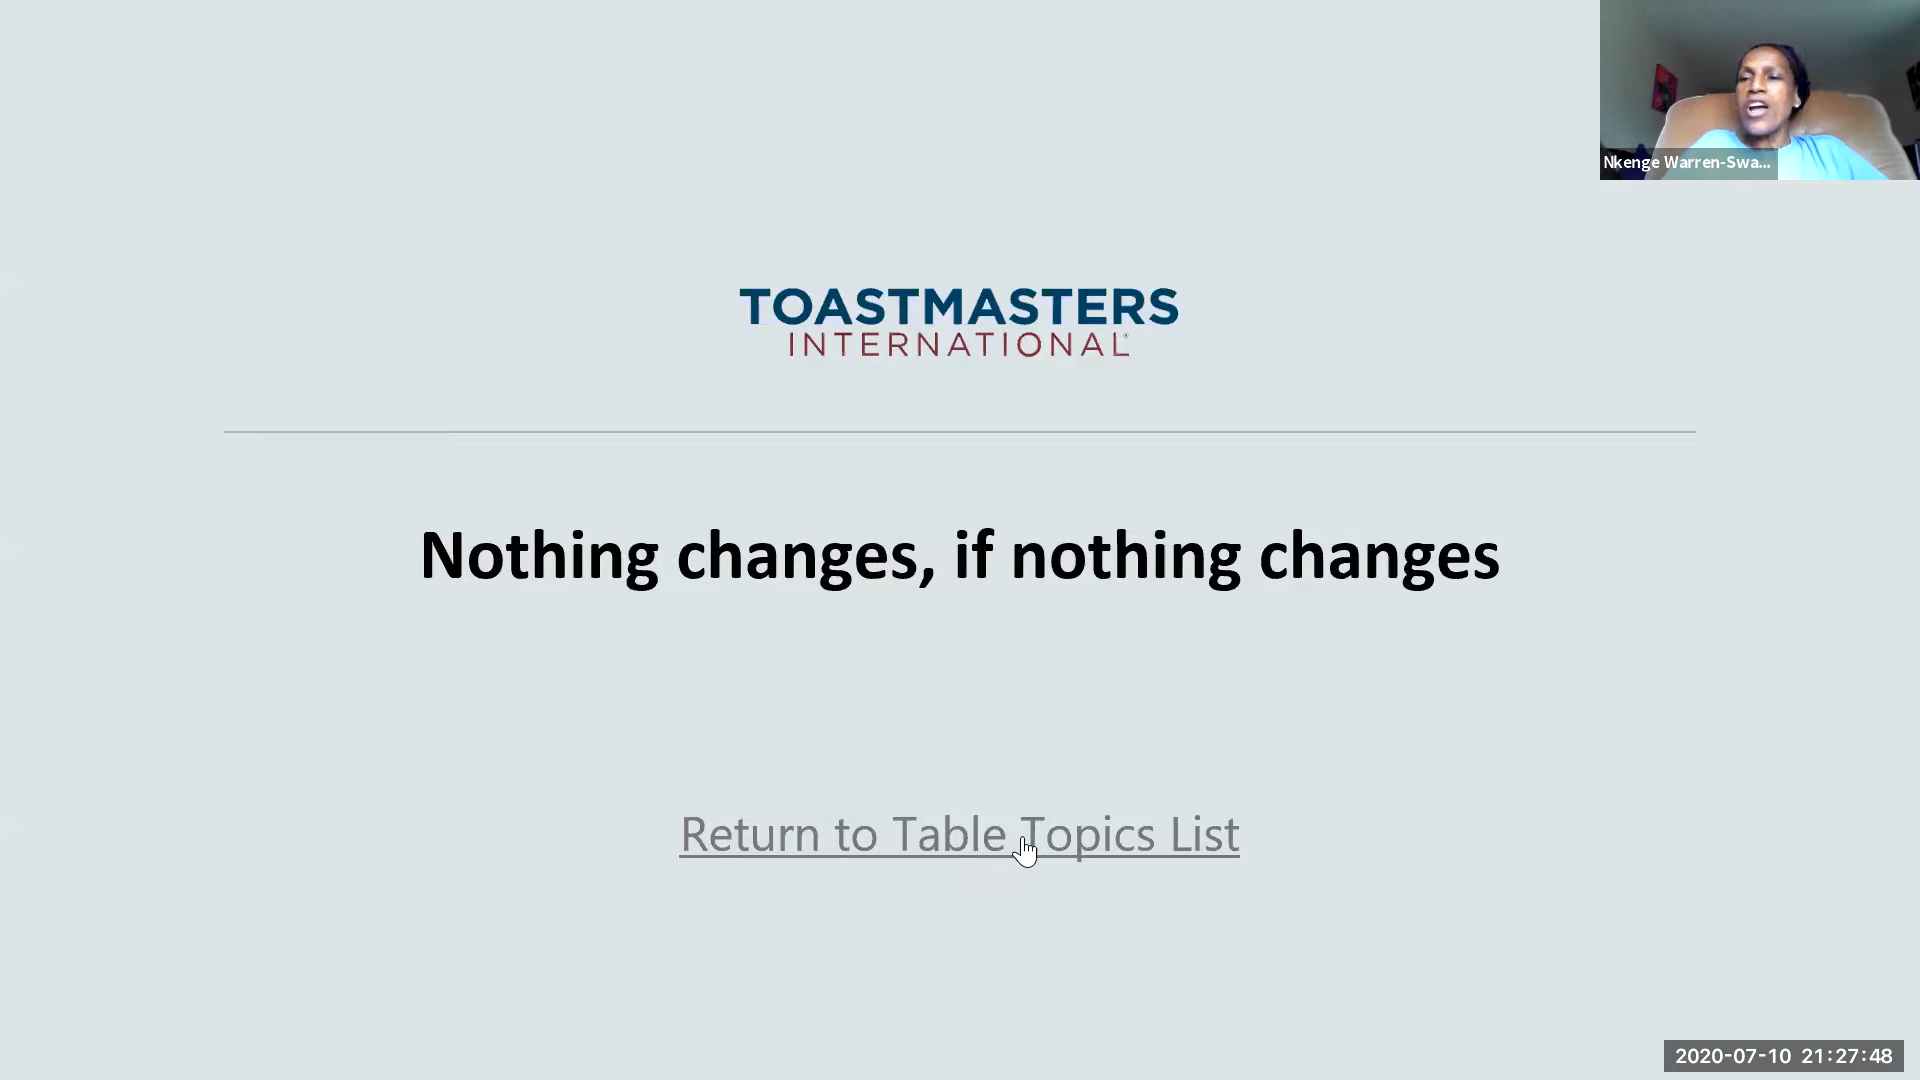 Nkenge Warren-Swa...
TOASTMASTERS
INTERNATIONAL
Nothing changes, if nothing changes
Return to Table Topics List
2020-07-10 21:27:48